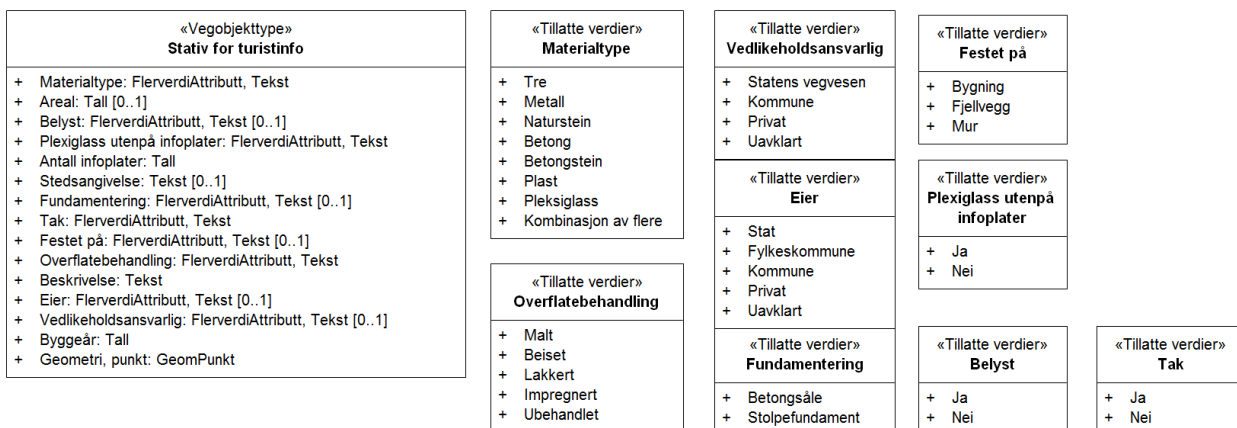 «Vegobjekttype»
Stativ for turistinfo
+ Materialtype: FlerverdiAttributt, Tekst
+ Areal: Tall [0..1]
+ Belyst: FlerverdiAttributt, Tekst [0..1]
+ Plexiglass utenpå infoplater: FlerverdiAttributt, Tekst
+ Antall infoplater: Tall
+ Stedsangivelse: Tekst [0..1]
+ Fundamentering: FlerverdiAttributt, Tekst [0..1]
+ Tak: FlerverdiAttributt, Tekst
+ Festet på: FlerverdiAttributt, Tekst [0..1]
+ Overflatebehandling: FlerverdiAttributt, Tekst
+ Beskrivelse: Tekst
+ Eier: FlerverdiAttributt, Tekst [0..1]
+ Vedlikeholdsansvarlig: FlerverdiAttributt, Tekst [0..1]
+ Byggeår: Tall
+ Geometri, punkt: GeomPunkt
«Tillatte verdier»
Materialtype
+ Tre
+ Metall
+ Naturstein
+ Betong
+ Betongstein
+ Plast
+ Pleksiglass
+ Kombinasjon av flere
«Tillatte verdier»
Overflatebehandling
+ Malt
+ Beiset
+ Lakkert
+ Impregnert
+ Ubehandlet
«Tillatte verdier»
Vedlikeholdsansvarlig
+ Statens vegvesen
+ Kommune
+ Privat
+ Uavklart
«Tillatte verdier»
Eier
+ Stat
+ Fylkeskommune
+ Kommune
+ Privat
+ Uavklart
«Tillatte verdier»
Fundamentering
+ Betongsåle
+ Stolpefundament
«Tillatte verdier»
Festet på
+ Bygning
+ Fjellvegg
+ Mur
«Tillatte verdier»
Plexiglass utenpå
infoplater
+ Ja
+ Nei
«Tillatte verdier»
Belyst
+ Ja
+ Nei
«Tillatte verdier»
Tak
+ Ja
+ Nei